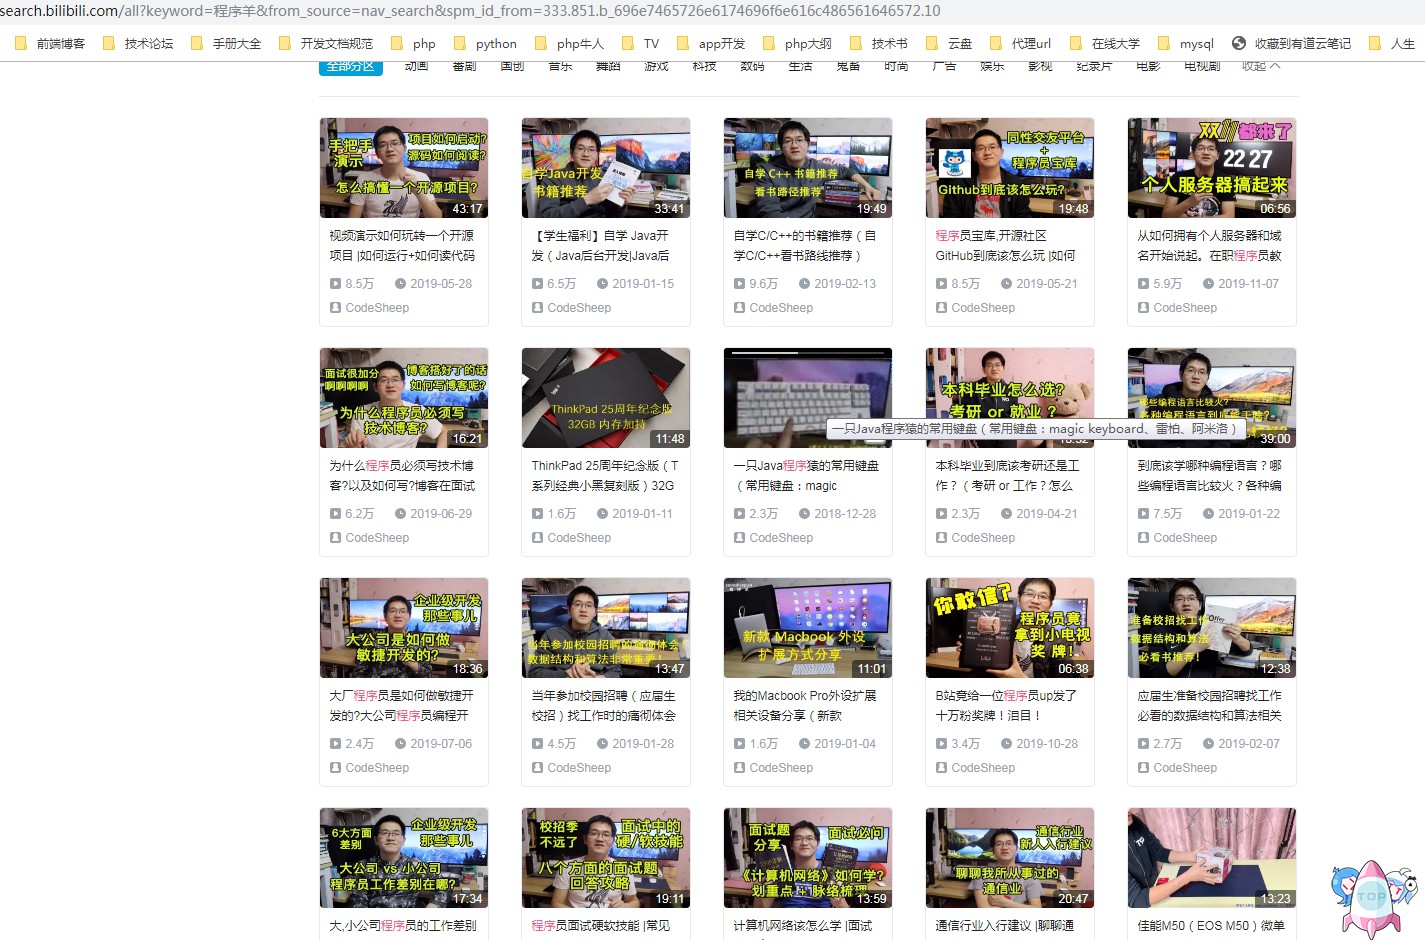 search.bilibili.com/all?keyword=程序羊&from_source=nav_search&spm_id_from=333.851.b_696e7465726e6174696f6e616c486561646572.10
前端博客 技术论坛 手册大全 开发文档规范 php python php牛人 TV app开发 php大纲 技术书 云盘 代理url 在线大学 mysql 收藏到有道云笔记 人生
全部分区 动画 番剧 国创 音乐 舞蹈 游戏 科技 数码 生活 鬼畜 时尚 广告 娱乐 影视 纪录片 电影 电视剧 收起
手把手
演示
项目如何启动?
源码如何阅读?
怎么搞懂一个开源项目?
43:17
自学Java开发
书籍推荐
33:41
自学 C++ 书籍推荐
看书路径推荐
19:49
同性交友平台
+
程序员宝库
Github到底该怎么玩?
19:48
双11都来了
22 27
个人服务器搞起来
06:56
视频演示如何玩转一个开源
项目 |如何运行+如何读代码
8.5万 2019-05-28
CodeSheep
【学生福利】自学 Java开
发（Java后台开发|Java后
6.5万 2019-01-15
CodeSheep
自学C/C++的书籍推荐（自
学C/C++看书路线推荐）
9.6万 2019-02-13
CodeSheep
程序员宝库,开源社区
GitHub到底该怎么玩 |如何
8.5万 2019-05-21
CodeSheep
从如何拥有个人服务器和域
名开始说起。在职程序员教
5.9万 2019-11-07
CodeSheep
面试很加分
啊啊啊啊
博客搭好了的话
如何写博客呢?
为什么程序员必须写
技术博客?
16:21
ThinkPad 25周年纪念版
32GB 内存加持
11:48
本科毕业怎么选?
考研 or 就业 ?
哪些编程语言比较火?
39:00
一只Java程序猿的常用键盘（常用键盘：magic keyboard、雷柏、阿米洛）
为什么程序员必须写技术博
客?以及如何写?博客在面试
6.2万 2019-06-29
CodeSheep
ThinkPad 25周年纪念版（T
系列经典小黑复刻版）32G
1.6万 2019-01-11
CodeSheep
一只Java程序猿的常用键盘
（常用键盘：magic
2.3万 2018-12-28
CodeSheep
本科毕业到底该考研还是工
作？（考研 or 工作？怎么
2.3万 2019-04-21
CodeSheep
到底该学哪种编程语言？哪
些编程语言比较火？各种编
7.5万 2019-01-22
CodeSheep
企业级开发
那些事儿
大公司是如何做
敏捷开发的?
18:36
当年参加校园招聘的痛彻体会!
数据结构和算法非常重要!
13:47
新款 Macbook 外设
扩展方式分享
11:01
你敢信?
程序员竟
拿到小电视
奖 牌!
06:38
准备校招找工作
数据结构和算法
必看书推荐!
Offer
12:38
大厂程序员是如何做敏捷开
发的?大公司程序员编程开
2.4万 2019-07-06
CodeSheep
当年参加校园招聘（应届生
校招）找工作时的痛彻体会
4.5万 2019-01-28
CodeSheep
我的Macbook Pro外设扩展
相关设备分享（新款
1.6万 2019-01-04
CodeSheep
B站竟给一位程序员up发了
十万粉奖牌！泪目！
3.4万 2019-10-28
CodeSheep
应届生准备校园招聘找工作
必看的数据结构和算法相关
2.7万 2019-02-07
CodeSheep
6大方面
差别
企业级开发
那些事儿
大公司 vs 小公司
程序员工作差别在哪?
17:34
校招季
不远了
面试中的
硬/软技能
八个方面的面试题
回答攻略
19:11
面试题
分享
面试必问
《计算机网络》如何学?
划重点 + 脉络梳理
13:59
通信行业
新人入行建议
聊聊我所从事过的
通信业
20:47
13:23
TOP
大,小公司程序员的工作差别
程序员面试硬软技能 |常见
计算机网络该怎么学 |面试
通信行业入行建议 |聊聊通
佳能M50（EOS M50）微单